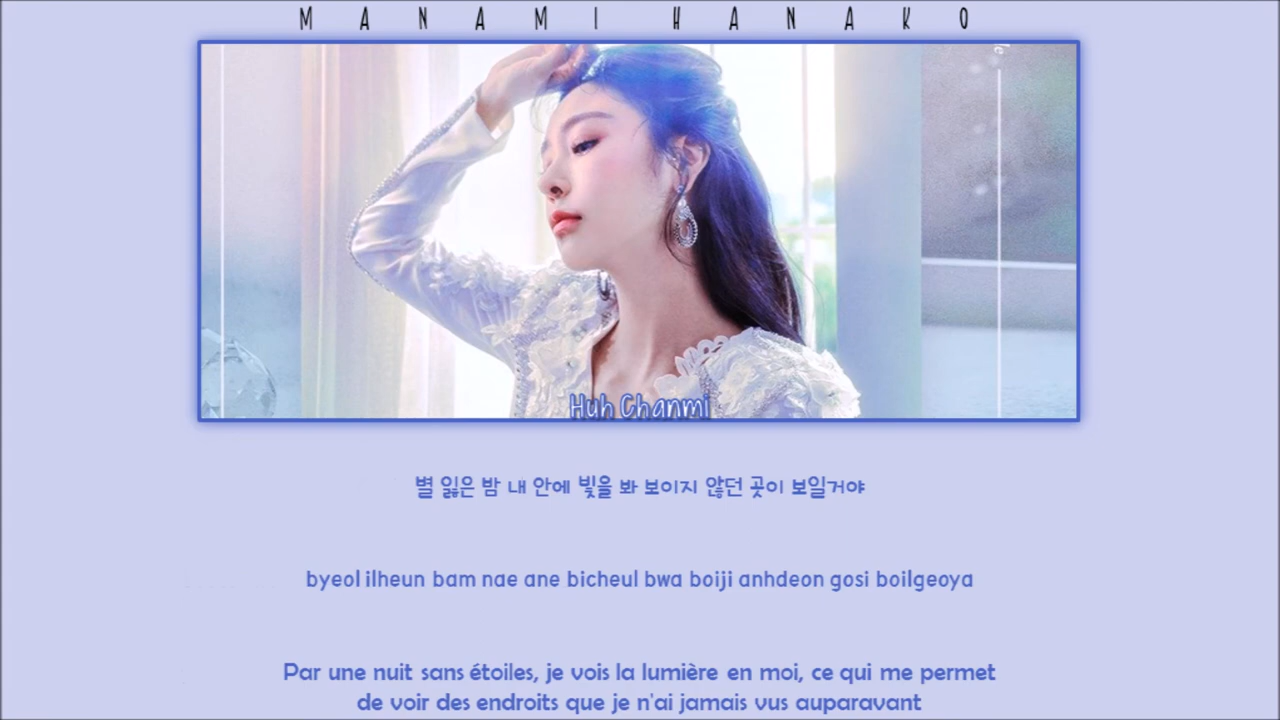 MANAMI HANAKO
Huh Chanmi
별 잃은 밤 내 안에 빛을 봐 보이지 않던 곳이 보일거야
byeol ilheun bam nae ane bicheul bwa boiji anhdeon gosi boilgeoya
Par une nuit sans étoiles, je vois la lumière en moi, ce qui me permet
de voir des endroits que je n'ai jamais vus auparavant